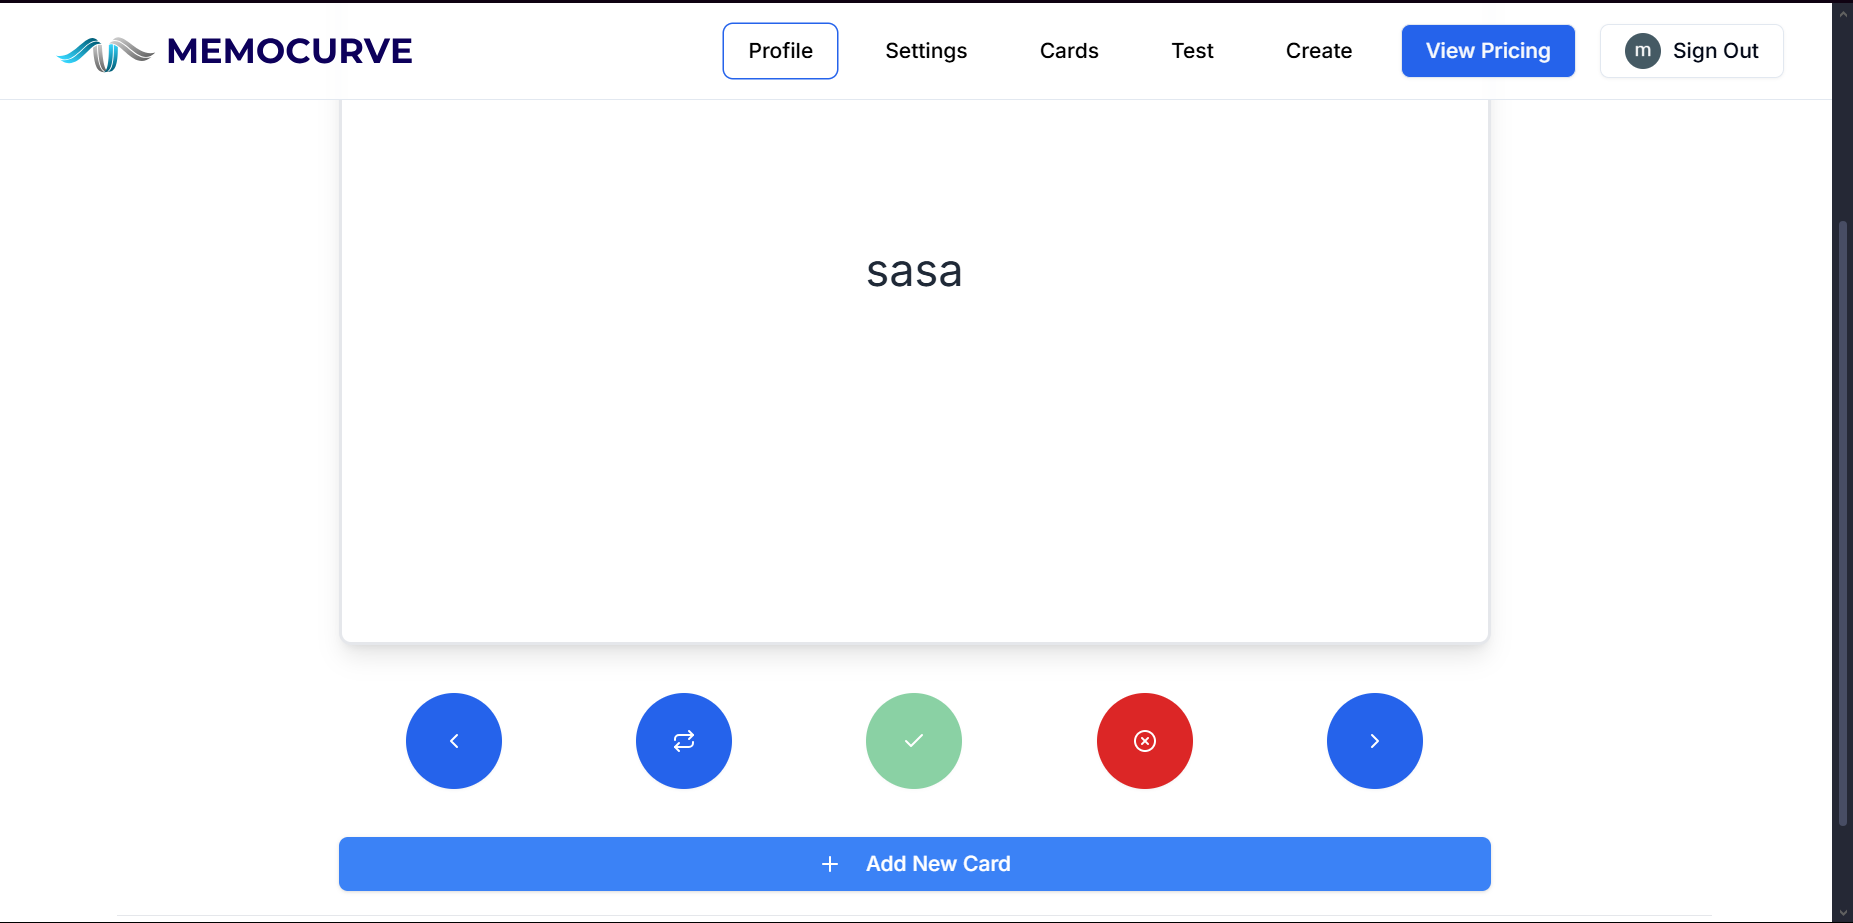 MEMOCURVE
Profile
Settings
Cards
Test
Create
View Pricing
m
Sign Out
sasa
Add New Card